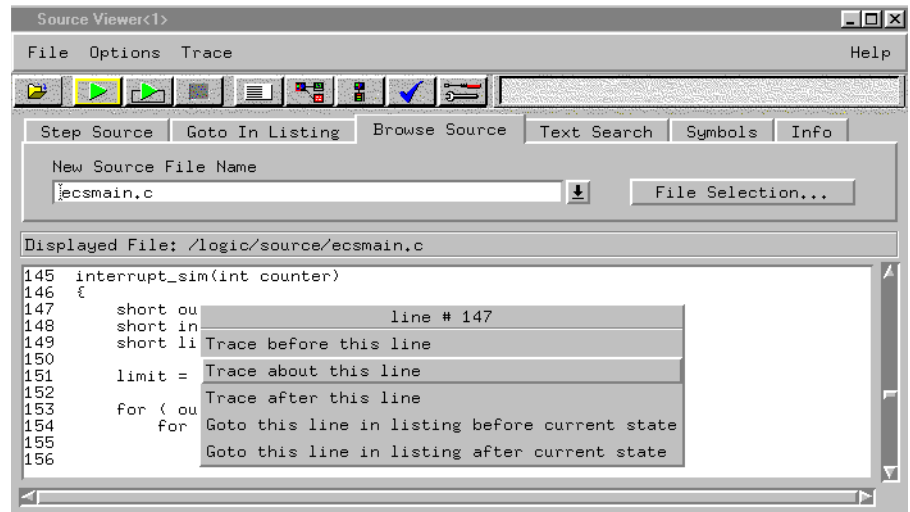 Source Viewer<1>
File Options Trace Help
Step Source Goto In Listing Browse Source Text Search Symbols Info
New Source File Name
ecsmain.c File Selection...
Displayed File: /logic/source/ecsmain.c
145 interrupt_sim(int counter)
146 {
147 short ou
148 short in
149 short li
150
151 limit =
152
153 for ( ou
154 for
155
156
line # 147
Trace before this line
Trace about this line
Trace after this line
Goto this line in listing before current state
Goto this line in listing after current state